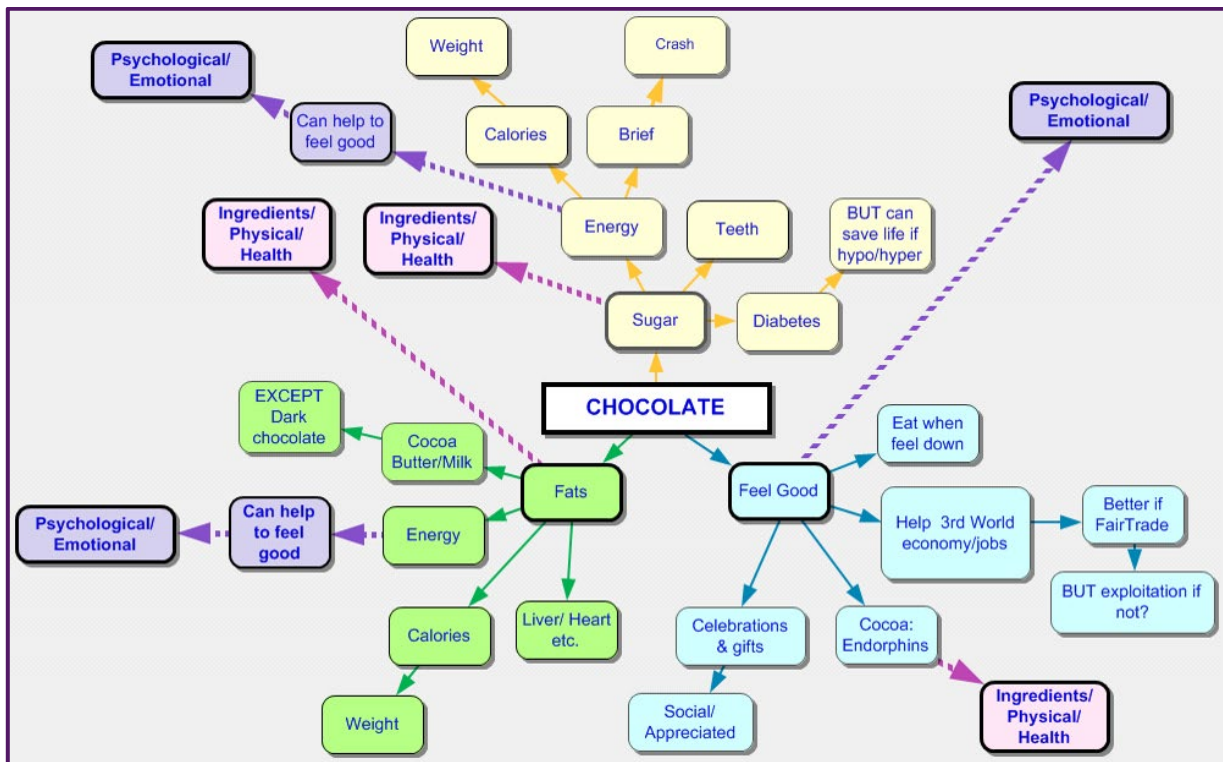 Weight
Crash
Psychological/
Emotional
Psychological/
Emotional
Can help to
feel good
Calories
Brief
Ingredients/
Physical/
Health
Ingredients/
Physical/
Health
Energy
Teeth
BUT can
save life if
hypo/hyper
Sugar
Diabetes
CHOCOLATE
EXCEPT
Dark
chocolate
Cocoa
Butter/Milk
Fats
Feel Good
Eat when
feel down
Psychological/
Emotional
Can help
to feel
good
Energy
Help 3rd World
economy/jobs
Better if
FairTrade
BUT exploitation if
not?
Calories
Liver/ Heart
etc.
Celebrations
& gifts
Cocoa:
Endorphins
Weight
Social/
Appreciated
Ingredients/
Physical/
Health